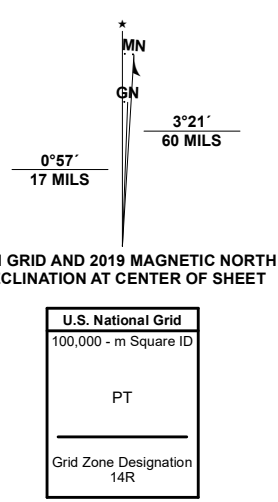 ★
MN
GN
3°21´
60 MILS
0°57´
17 MILS
GRID AND 2019 MAGNETIC NORTH
CLINATION AT CENTER OF SHEET
U.S. National Grid
100,000 - m Square ID
PT
Grid Zone Designation
14R